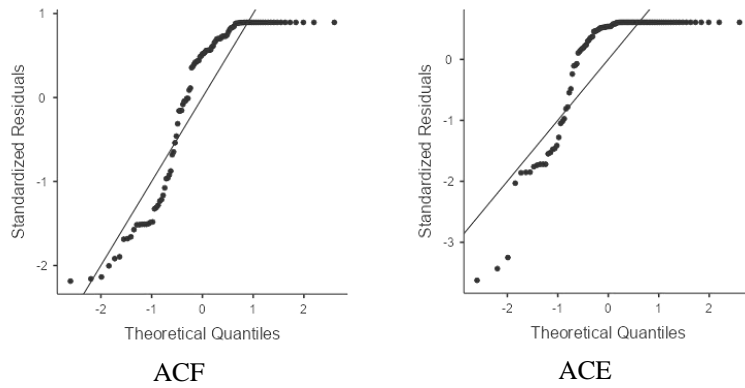 1
0
-1
-2
Standardized Residuals
-2 -1 0 1 2
Theoretical Quantiles
ACF
0
-1
-2
-3
Standardized Residuals
-2 -1 0 1 2
Theoretical Quantiles
ACE